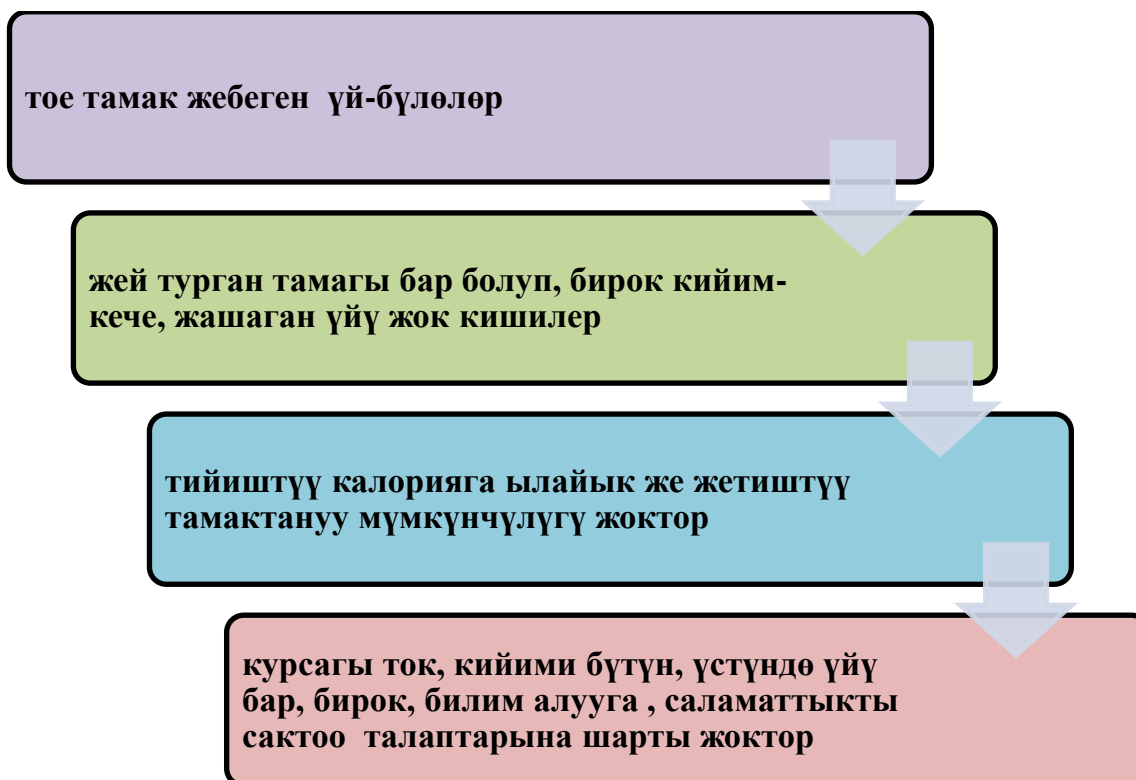 тое тамак жебеген үй-бүлөлөр
жей турган тамагы бар болуп, бирок кийим-
кече, жашаган үйү жок кишилер
тийиштүү калорияга ылайык же жетиштүү
тамактануу мүмкүнчүлүгү жоктор
курсагы ток, кийими бүтүн, үстүндө үйү
бар, бирок, билим алууга , саламаттыкты
сактоо талаптарына шарты жоктор